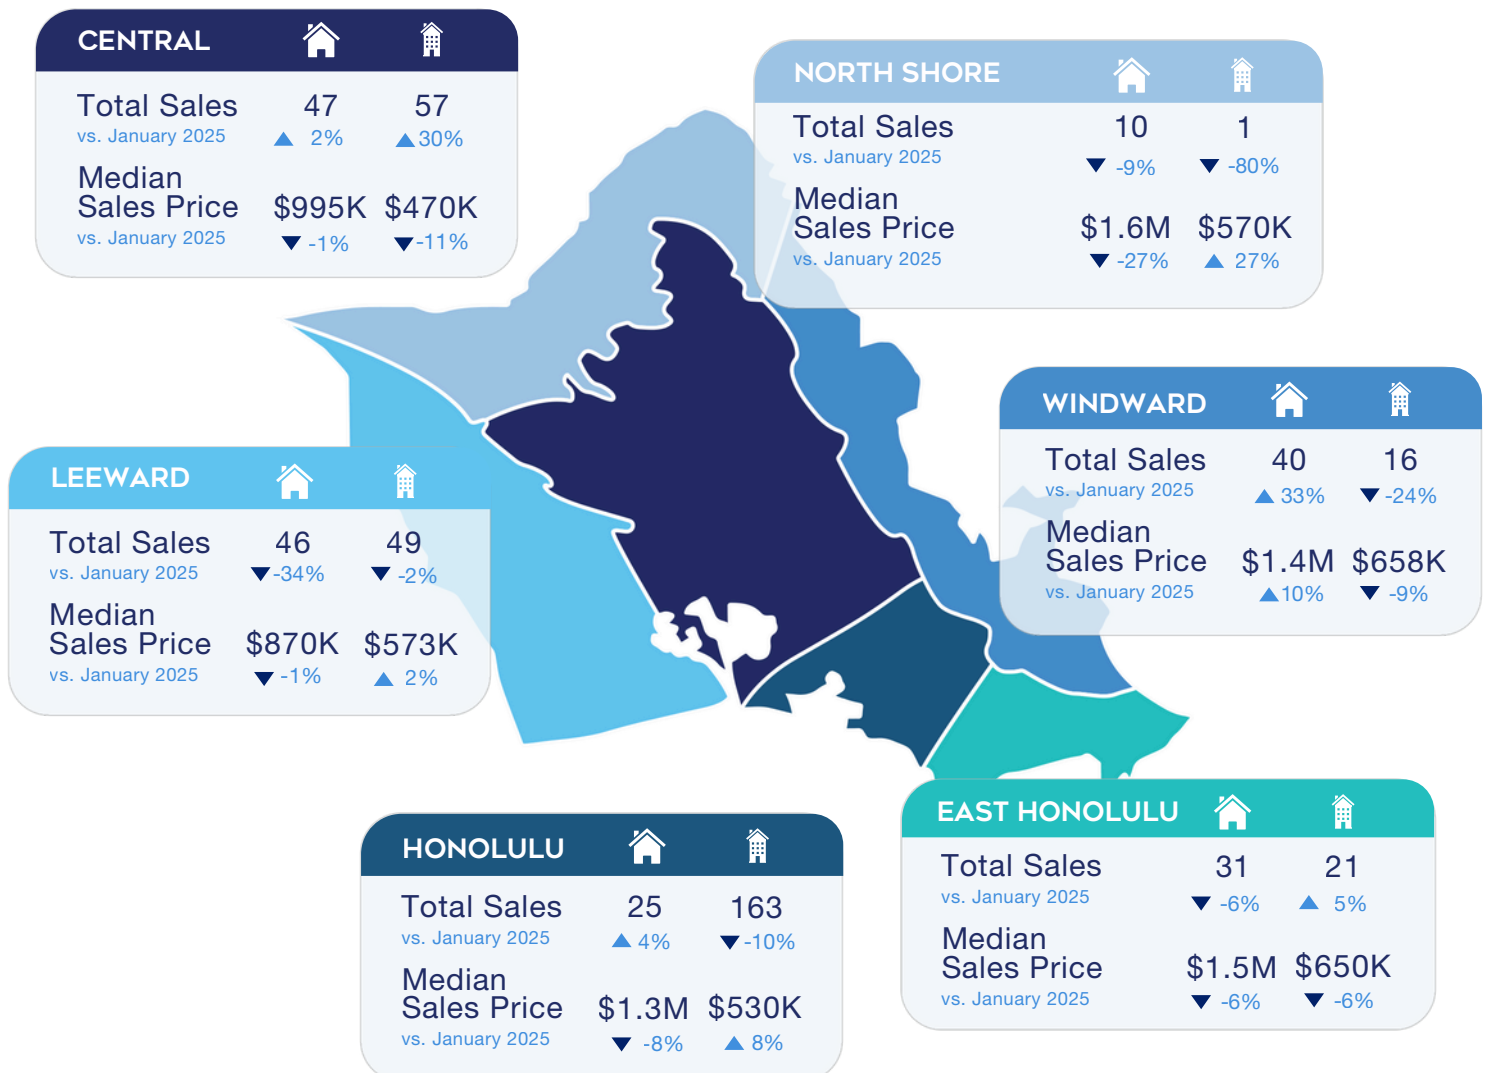 CENTRAL
Total Sales 47 57
vs. January 2025 ▲ 2% ▲ 30%
Median
Sales Price $995K $470K
vs. January 2025 ▼ -1% ▼ -11%
NORTH SHORE
Total Sales 10 1
vs. January 2025 ▼ -9% ▼ -80%
Median
Sales Price $1.6M $570K
vs. January 2025 ▼ -27% ▲ 27%
WINDWARD
Total Sales 40 16
vs. January 2025 ▲ 33% ▼ -24%
Median
Sales Price $1.4M $658K
vs. January 2025 ▲ 10% ▼ -9%
LEEWARD
Total Sales 46 49
vs. January 2025 ▼ -34% ▼ -2%
Median
Sales Price $870K $573K
vs. January 2025 ▼ -1% ▲ 2%
HONOLULU
Total Sales 25 163
vs. January 2025 ▲ 4% ▼ -10%
Median
Sales Price $1.3M $530K
vs. January 2025 ▼ -8% ▲ 8%
EAST HONOLULU
Total Sales 31 21
vs. January 2025 ▼ -6% ▲ 5%
Median
Sales Price $1.5M $650K
vs. January 2025 ▼ -6% ▼ -6%